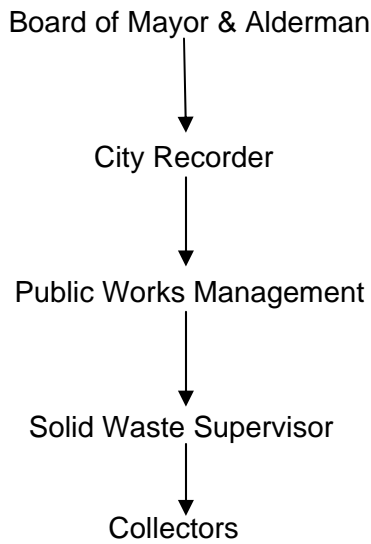 Board of Mayor & Alderman
City Recorder
Public Works Management
Solid Waste Supervisor
Collectors